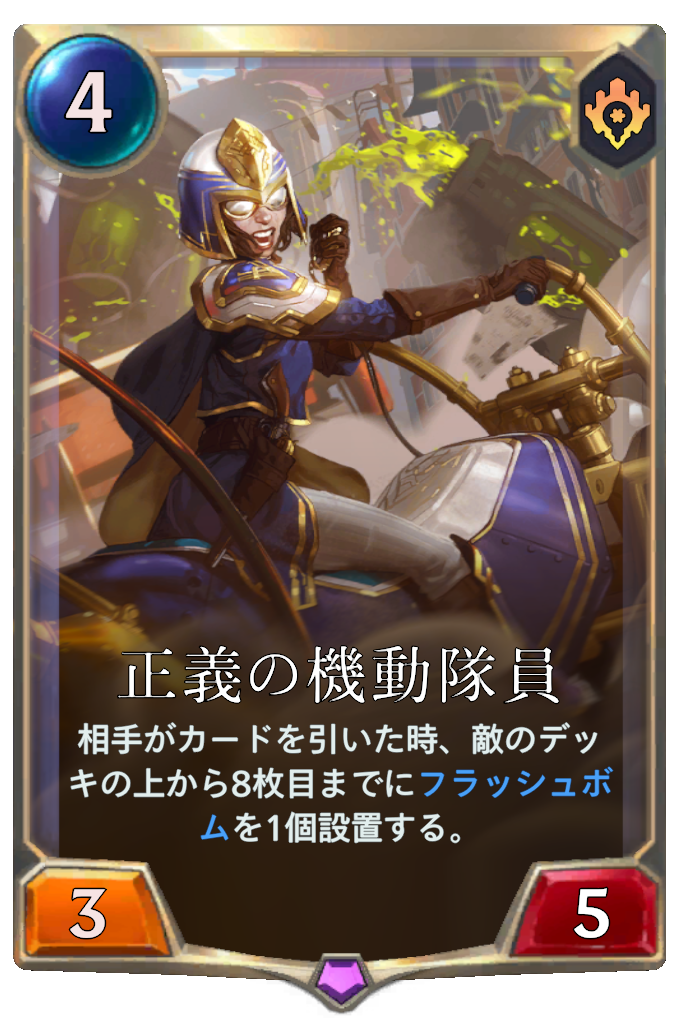 4
正義の機動隊員
相手がカードを引いた時、敵のデッ
キの上から8枚目までにフラッシュボ
ムを1個設置する。
3
5